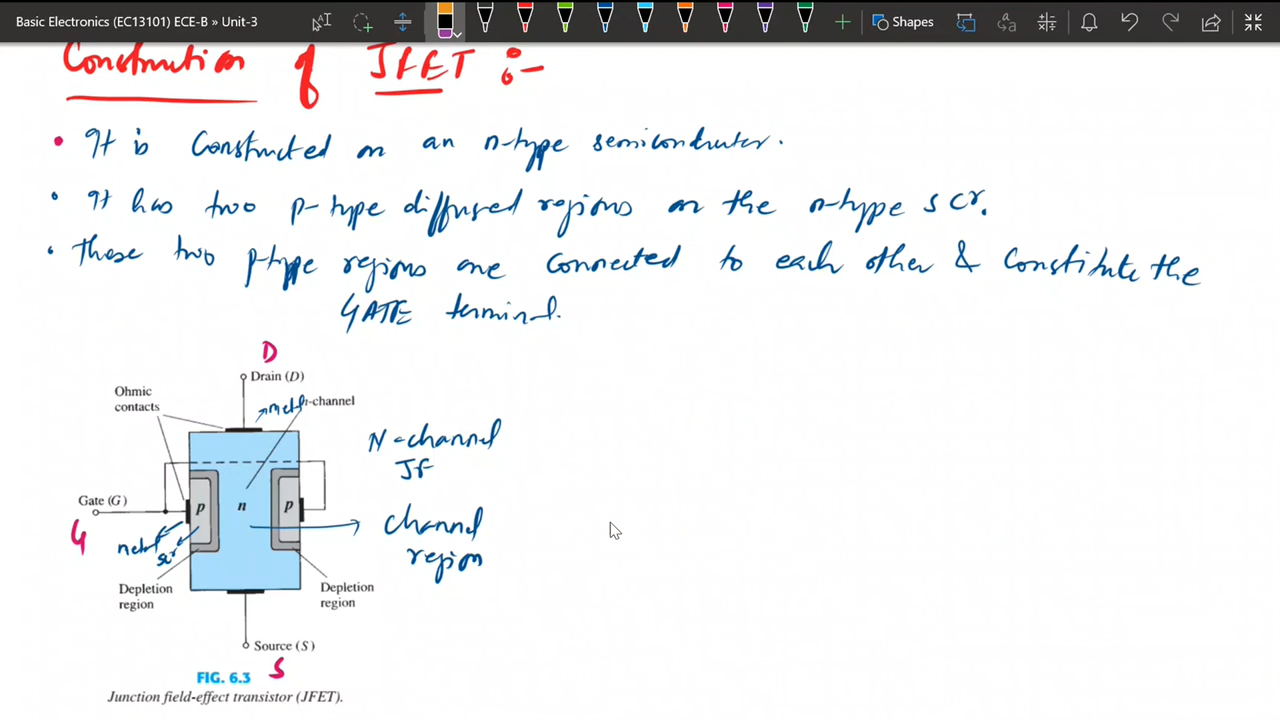 Basic Electronics (EC13101) ECE-B » Unit-3
Shapes
Construction of JFET :-
• It is constructed on an n-type semiconductor.
• It has two p-type diffused regions on the n-type scr.
• These two p-type regions are connected to each other & constitute the
GATE terminal.
D
Drain (D)
Ohmic
contacts
metal
n-channel
N-channel
JF
Gate (G)
G
p
n
p
channel
region
metal
scr
Depletion
region
Depletion
region
Source (S)
S
FIG. 6.3
Junction field-effect transistor (JFET).